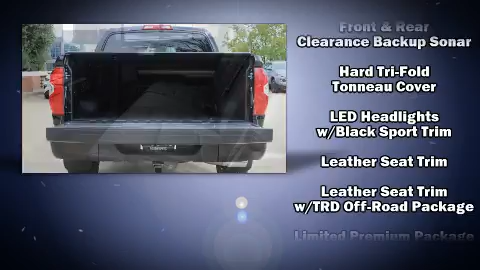 Front & Rear
Clearance Backup Sonar
Hard Tri-Fold
Tonneau Cover
LED Headlights
w/Black Sport Trim
Leather Seat Trim
Leather Seat Trim
w/TRD Off-Road Package
Limited Premium Package